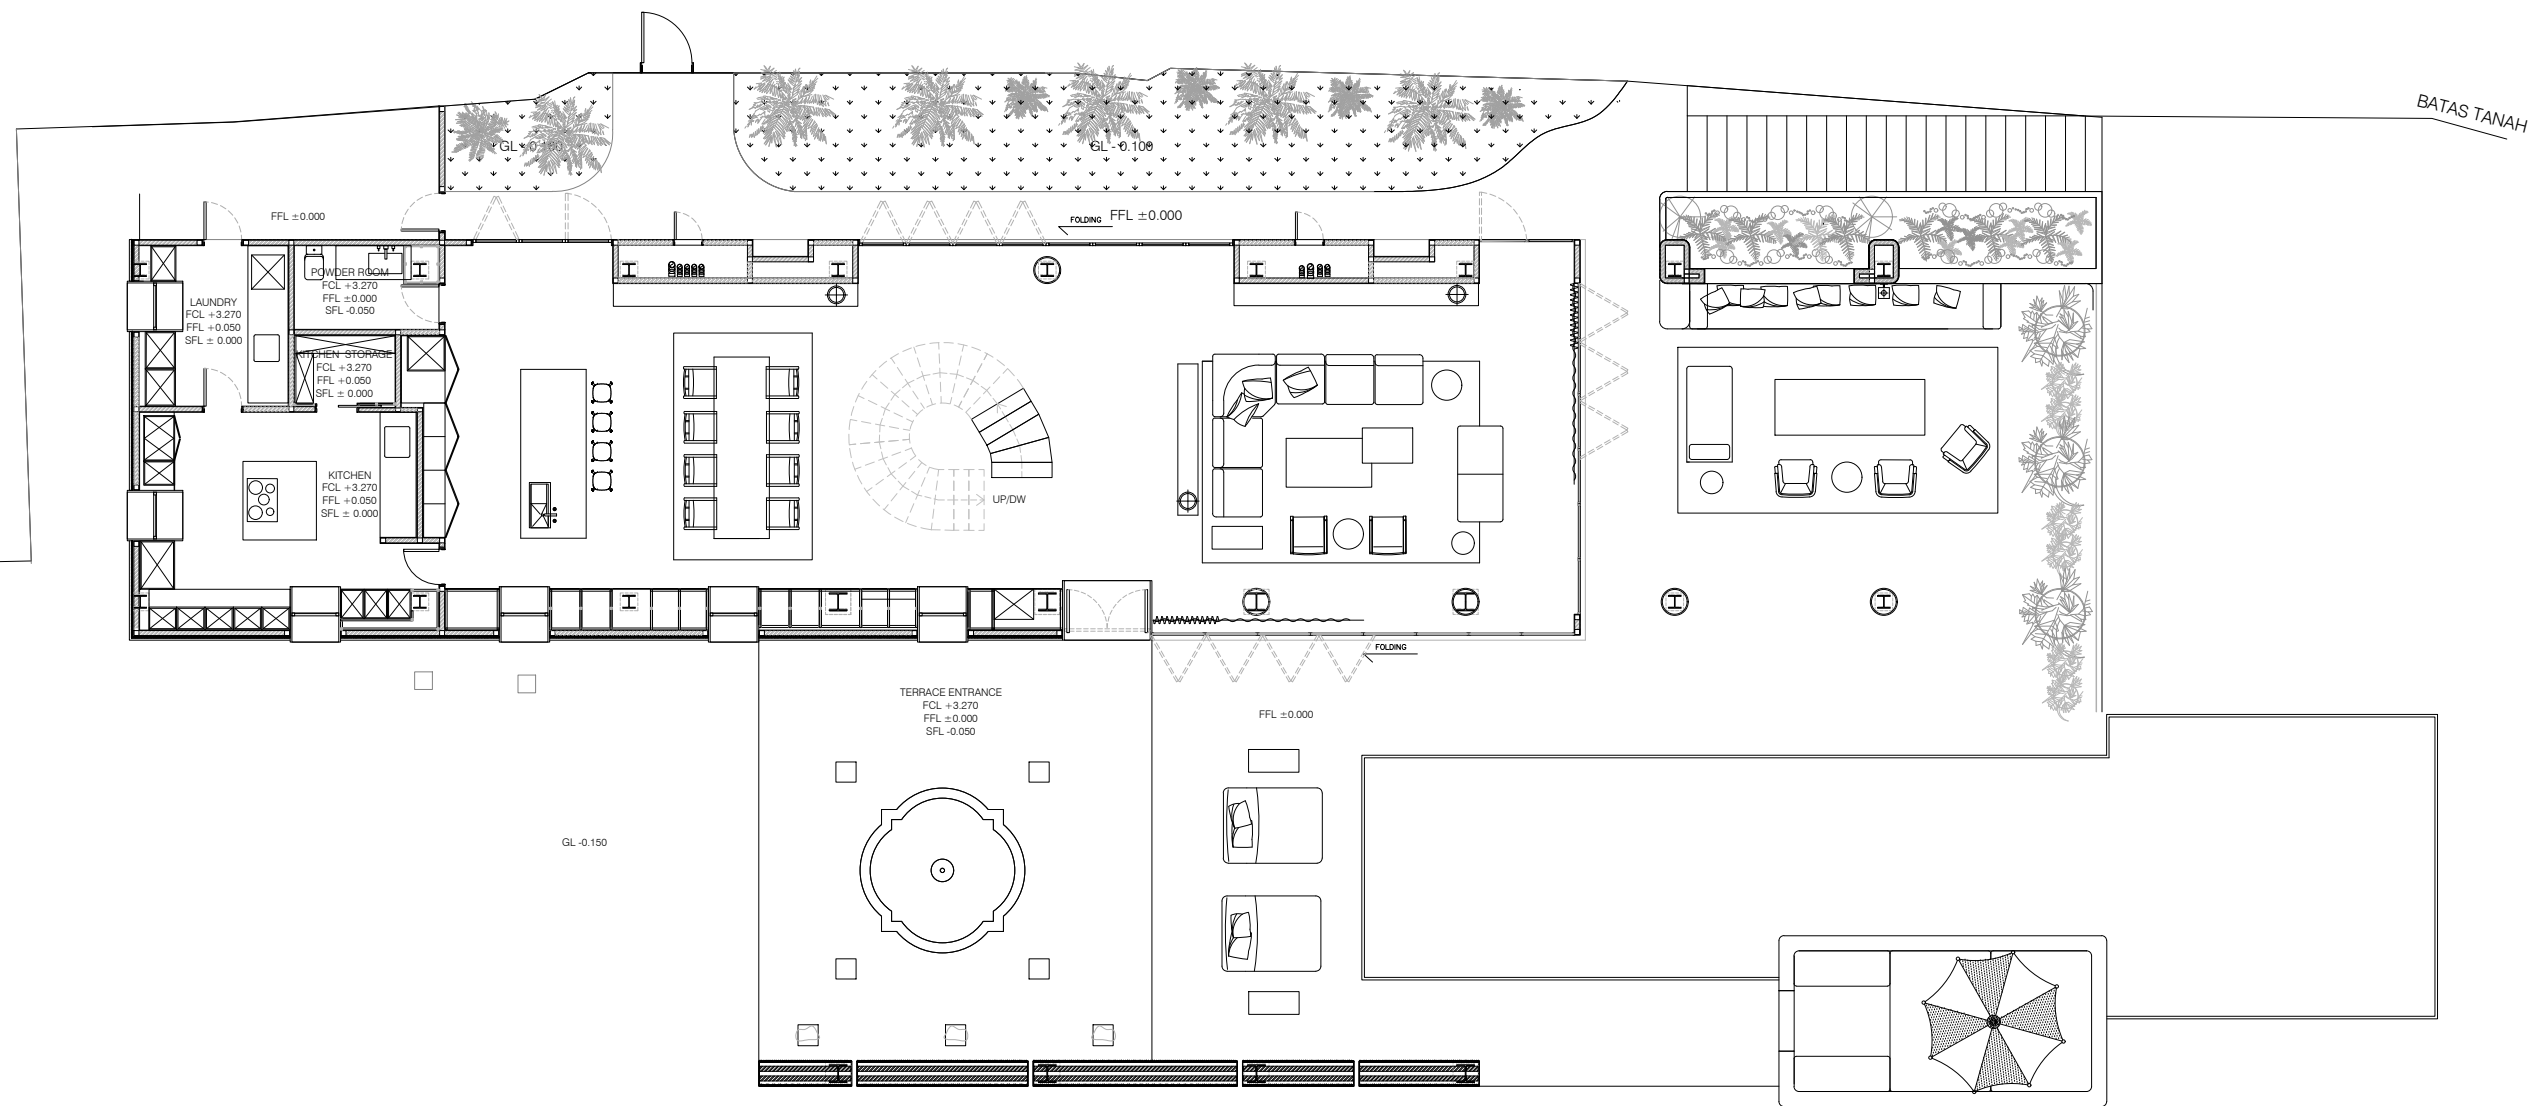 BATAS TANAH
GL - 0.100
GL - 0.100
FFL ±0.000
FOLDING
FFL ±0.000
POWDER ROOM
FCL +3.270
FFL ±0.000
SFL -0.050
LAUNDRY
FCL +3.270
FFL +0.050
SFL ± 0.000
KITCHEN STORAGE
FCL +3.270
FFL +0.050
SFL ± 0.000
KITCHEN
FCL +3.270
FFL +0.050
SFL ± 0.000
UP/DW
FOLDING
TERRACE ENTRANCE
FCL +3.270
FFL ±0.000
SFL -0.050
FFL ±0.000
GL -0.150